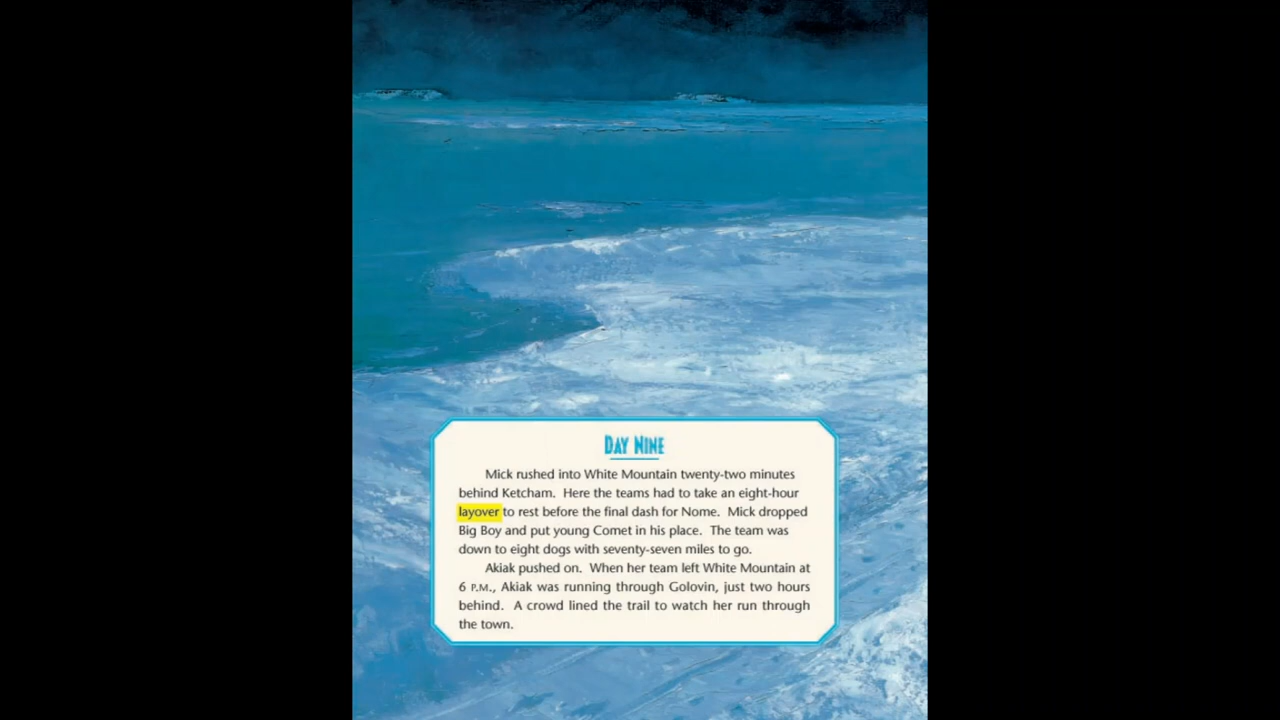 DAY NINE
Mick rushed into White Mountain twenty-two minutes
behind Ketcham. Here the teams had to take an eight-hour
layover to rest before the final dash for Nome. Mick dropped
Big Boy and put young Comet in his place. The team was
down to eight dogs with seventy-seven miles to go.
Akiak pushed on. When her team left White Mountain at
6 P.M., Akiak was running through Golovin, just two hours
behind. A crowd lined the trail to watch her run through
the town.